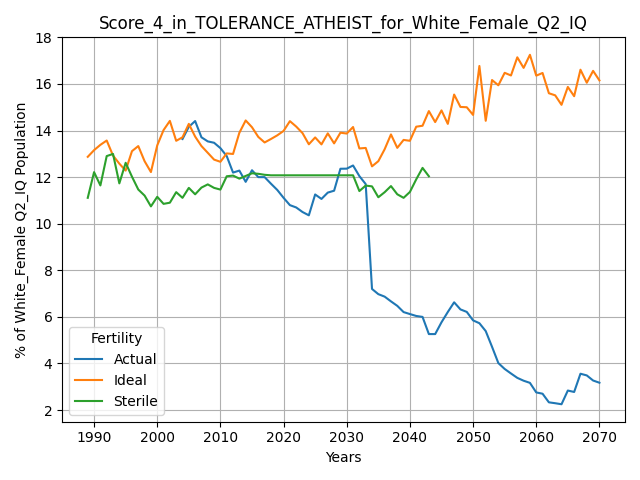 Score_4_in_TOLERANCE_ATHEIST_for_White_Female_Q2_IQ
% of White_Female Q2_IQ Population
18
16
14
12
10
8
6
4
2
Fertility
Actual
Ideal
Sterile
1990 2000 2010 2020 2030 2040 2050 2060 2070
Years